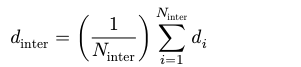 d_inter = (1/N_inter) ∑_{i=1}^{N_inter} d_i